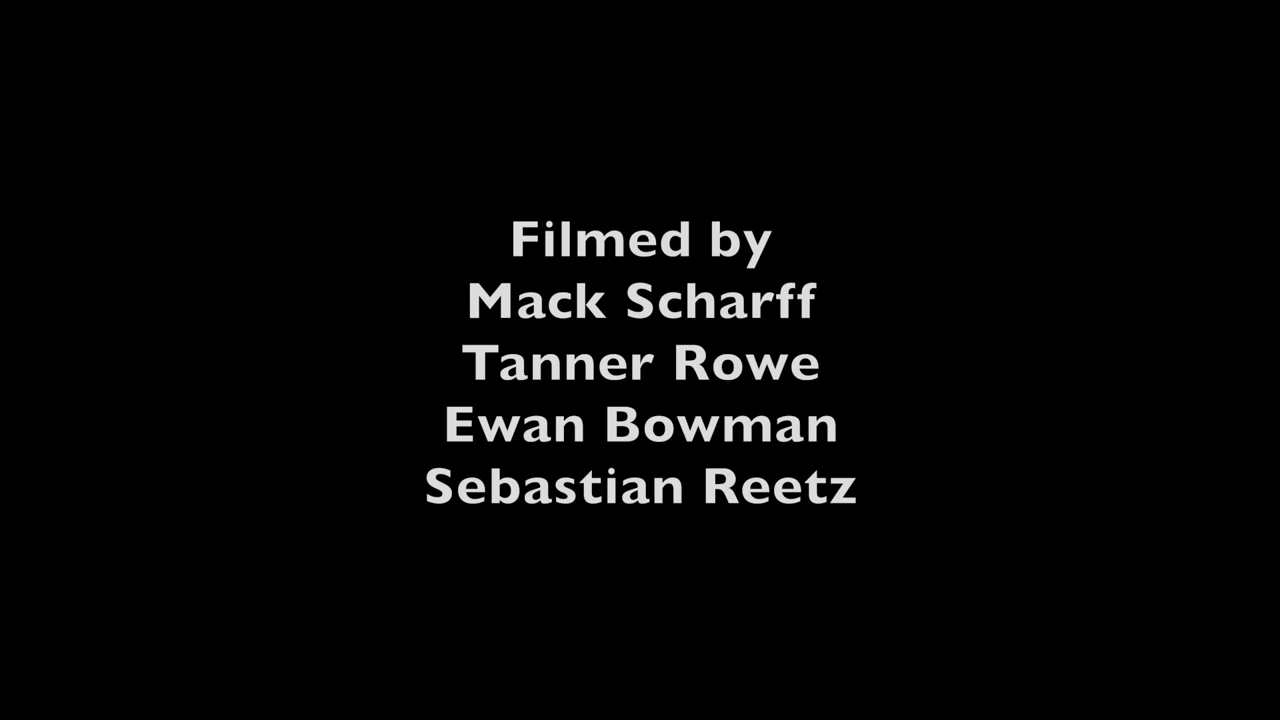 Filmed by
Mack Scharff
Tanner Rowe
Ewan Bowman
Sebastian Reetz